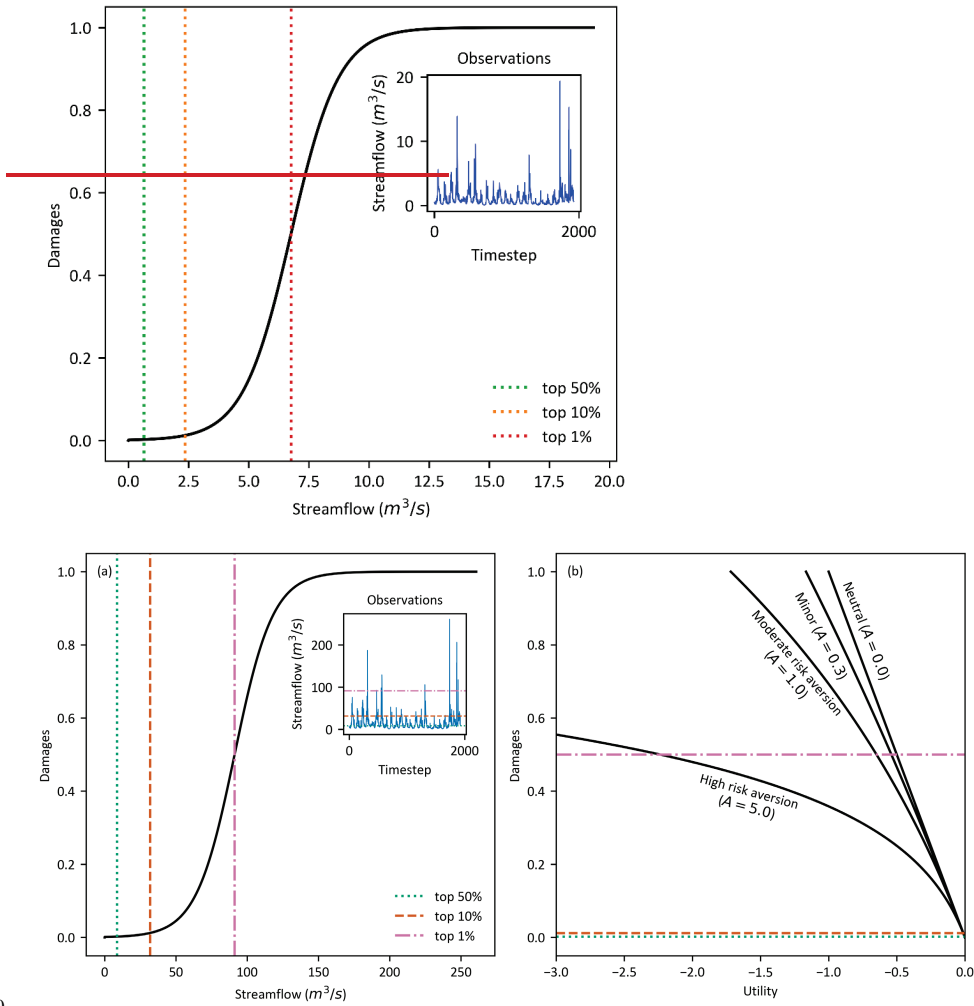 1.0
0.8
0.6
0.4
0.2
0.0
Damages
Observations
Streamflow (m³/s)
20
10
0
0 2000
Timestep
top 50%
top 10%
top 1%
0.0 2.5 5.0 7.5 10.0 12.5 15.0 17.5 20.0
Streamflow (m³/s)
(a)
1.0
0.8
0.6
0.4
0.2
0.0
Damages
Observations
Streamflow (m³/s)
200
100
0
0 2000
Timestep
top 50%
top 10%
top 1%
0 50 100 150 200 250
Streamflow (m³/s)
(b)
1.0
0.8
0.6
0.4
0.2
0.0
Damages
Neutral (A = 0.0)
Minor (A = 0.3)
Moderate risk aversion
(A = 1.0)
High risk aversion
(A = 5.0)
−3.0 −2.5 −2.0 −1.5 −1.0 −0.5 0.0
Utility